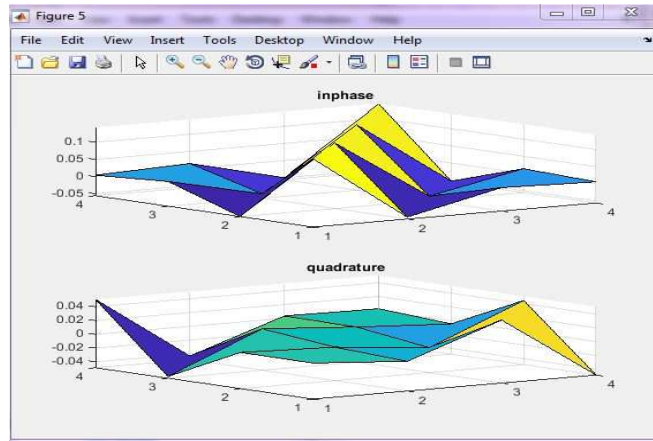 Figure 5
File Edit View Insert Tools Desktop Window Help
inphase
0.1
0.05
0
-0.05
4 3 2 1 1 2 3 4
quadrature
0.04
0.02
0
-0.02
-0.04
4 3 2 1 1 2 3 4